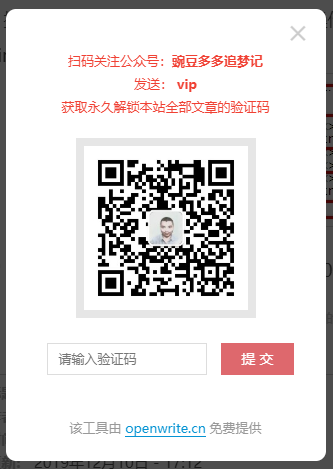 扫码关注公众号：豌豆多多追梦记
发送： vip
获取永久解锁本站全部文章的验证码
请输入验证码
提 交
该工具由 openwrite.cn 免费提供
2019年12月10日 - 17:12